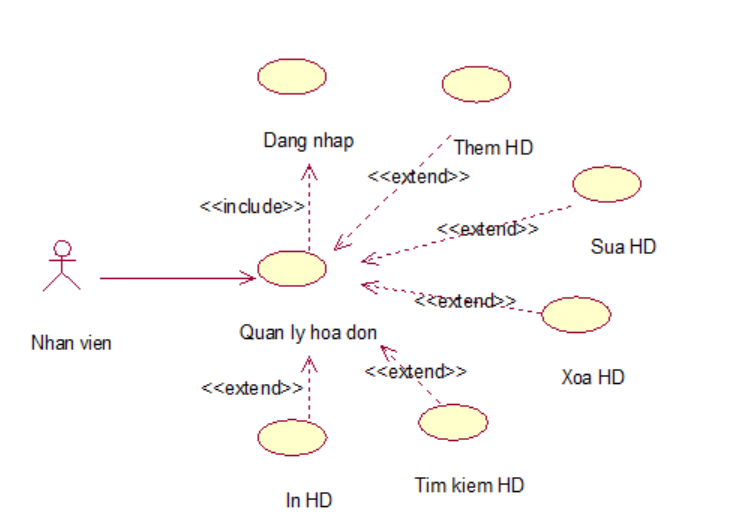 Dang nhap
Them HD
<<extend>>
<<include>>
<<extend>>
Sua HD
<<extend>>
Nhan vien
Quan ly hoa don
<<extend>>
<<extend>>
Xoa HD
In HD
Tim kiem HD